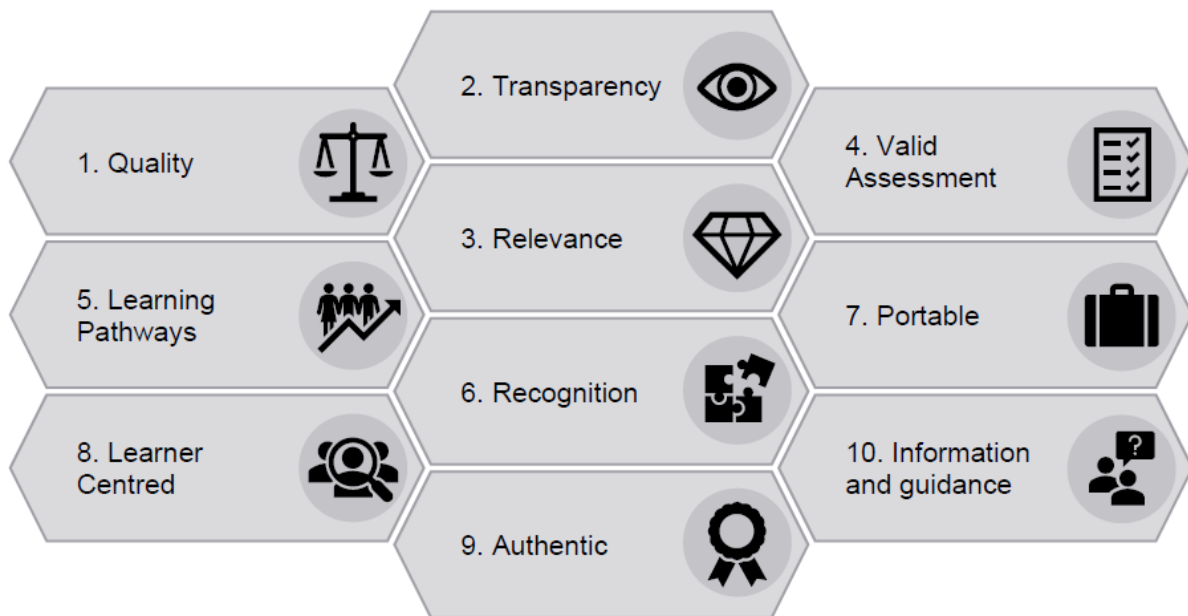 1. Quality
2. Transparency
3. Relevance
4. Valid
Assessment
5. Learning
Pathways
6. Recognition
7. Portable
8. Learner
Centred
9. Authentic
10. Information
and guidance
?